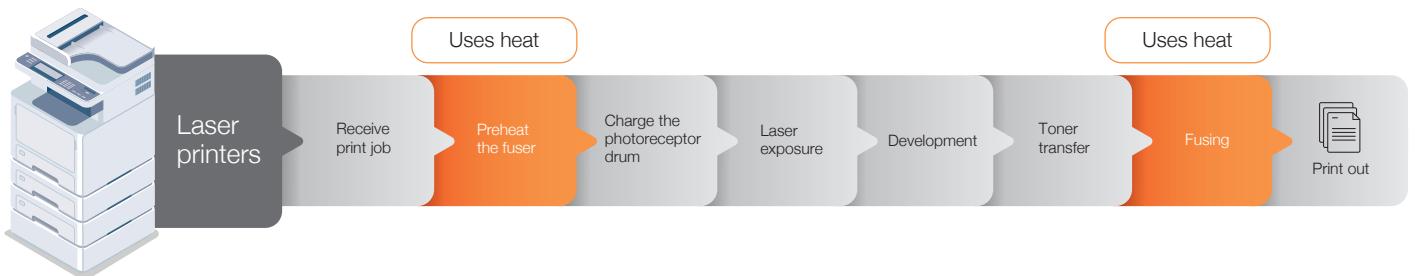 Uses heat
Uses heat
Laser
printers
Receive
print job
Preheat
the fuser
Charge the
photoreceptor
drum
Laser
exposure
Development
Toner
transfer
Fusing
Print out